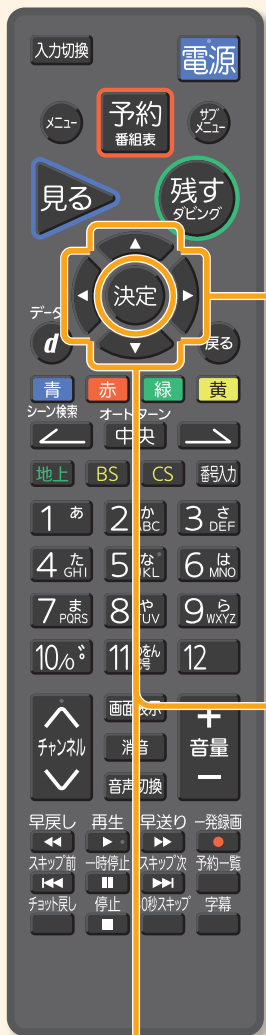 入力切換 電源
メニュー 予約 番組表 サブメニュー
見る 残す ダビング
決定
データ d 戻る
青 赤 緑 黄
シーン検索 オートターン
中央
地上 BS CS 番号入力
1 あ 2 か ABC 3 さ DEF
4 た GHI 5 な JKL 6 は MNO
7 ま PQRS 8 や TUV 9 ら WXYZ
10/0 11 12
チャンネル 画面表示 + 音量 −
消音
音声切換
早戻し 再生 早送り 一発録画
スキップ前 一時停止 スキップ次 予約一覧
チョット戻し 停止 30秒スキップ 字幕